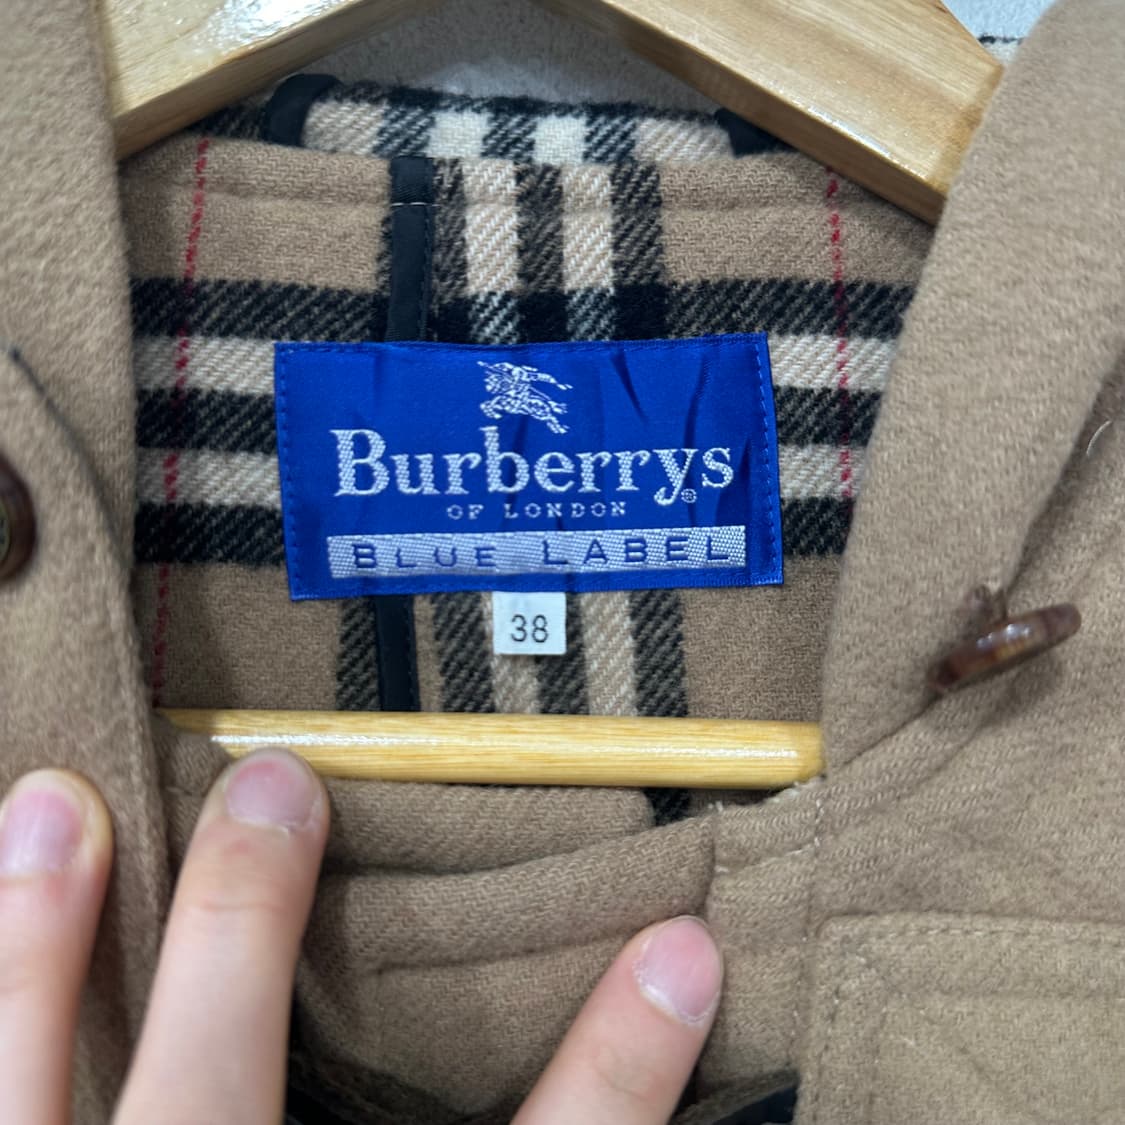 Burberrys®
OF LONDON
BLUE LABEL
38